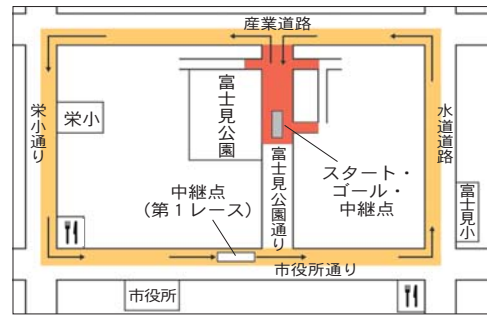 産業道路
栄小通り
栄小
富士見公園
富士見公園通り
スタート・
ゴール・
中継点
水道道路
富士見小
中継点
（第１レース）
市役所通り
市役所